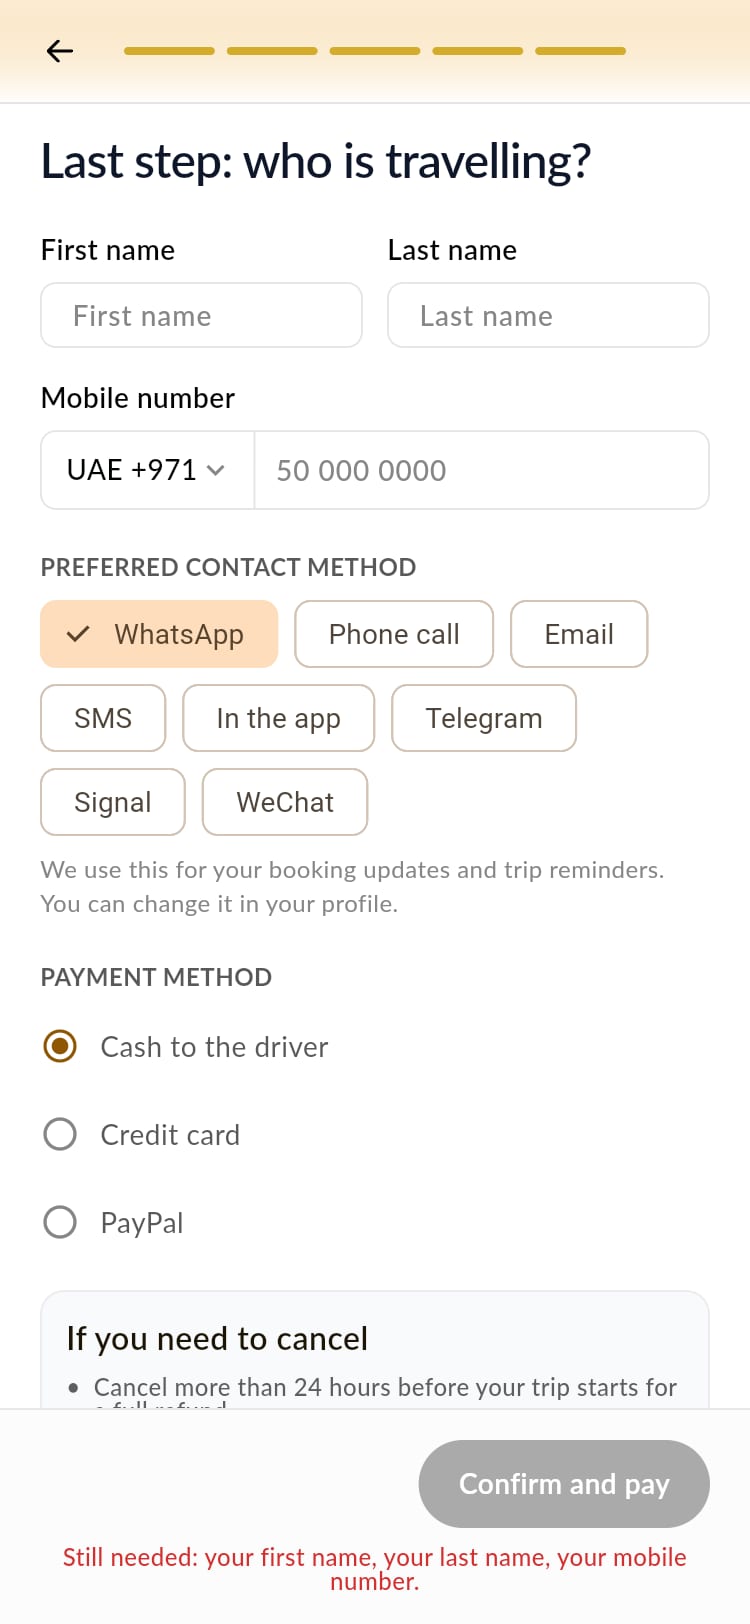 Last step: who is travelling?
First name Last name
First name Last name
Mobile number
UAE +971 50 000 0000
PREFERRED CONTACT METHOD
WhatsApp Phone call Email
SMS In the app Telegram
Signal WeChat
We use this for your booking updates and trip reminders.
You can change it in your profile.
PAYMENT METHOD
Cash to the driver
Credit card
PayPal
If you need to cancel
• Cancel more than 24 hours before your trip starts for
a full refund
Confirm and pay
Still needed: your first name, your last name, your mobile
number.